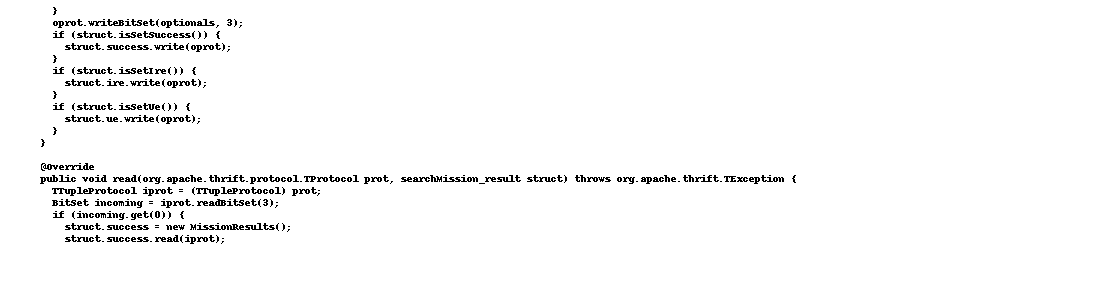 }
oprot.writeBitSet(optionals, 3);
if (struct.isSetSuccess()) {
struct.success.write(oprot);
}
if (struct.isSetIre()) {
struct.ire.write(oprot);
}
if (struct.isSetUe()) {
struct.ue.write(oprot);
}
}
@Override
public void read(org.apache.thrift.protocol.TProtocol prot, searchMission_result struct) throws org.apache.thrift.TException {
TTupleProtocol iprot = (TTupleProtocol) prot;
BitSet incoming = iprot.readBitSet(3);
if (incoming.get(0)) {
struct.success = new MissionResults();
struct.success.read(iprot);